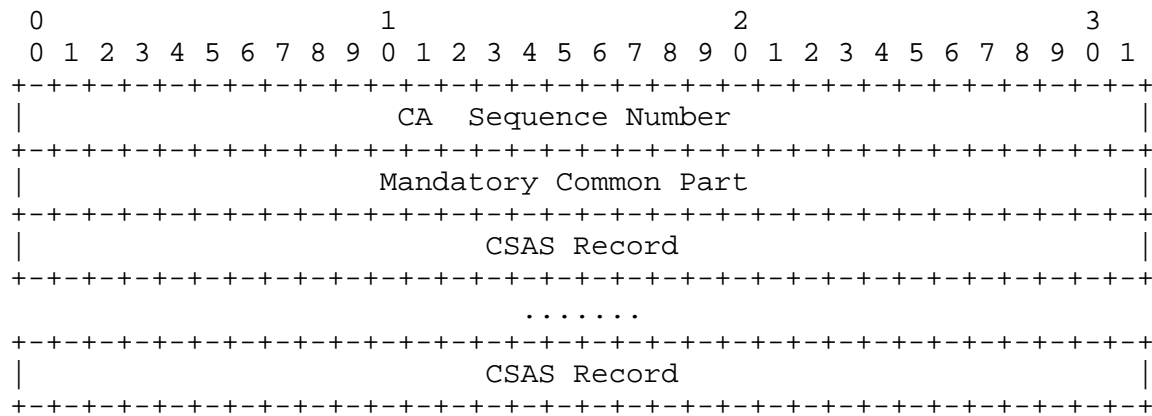 0                   1                   2                   3
0 1 2 3 4 5 6 7 8 9 0 1 2 3 4 5 6 7 8 9 0 1 2 3 4 5 6 7 8 9 0 1
+-+-+-+-+-+-+-+-+-+-+-+-+-+-+-+-+-+-+-+-+-+-+-+-+-+-+-+-+-+-+-+-+
|                     CA  Sequence Number                       |
+-+-+-+-+-+-+-+-+-+-+-+-+-+-+-+-+-+-+-+-+-+-+-+-+-+-+-+-+-+-+-+-+
|                    Mandatory Common Part                      |
+-+-+-+-+-+-+-+-+-+-+-+-+-+-+-+-+-+-+-+-+-+-+-+-+-+-+-+-+-+-+-+-+
|                          CSAS Record                          |
+-+-+-+-+-+-+-+-+-+-+-+-+-+-+-+-+-+-+-+-+-+-+-+-+-+-+-+-+-+-+-+-+
.......
+-+-+-+-+-+-+-+-+-+-+-+-+-+-+-+-+-+-+-+-+-+-+-+-+-+-+-+-+-+-+-+-+
|                          CSAS Record                          |
+-+-+-+-+-+-+-+-+-+-+-+-+-+-+-+-+-+-+-+-+-+-+-+-+-+-+-+-+-+-+-+-+